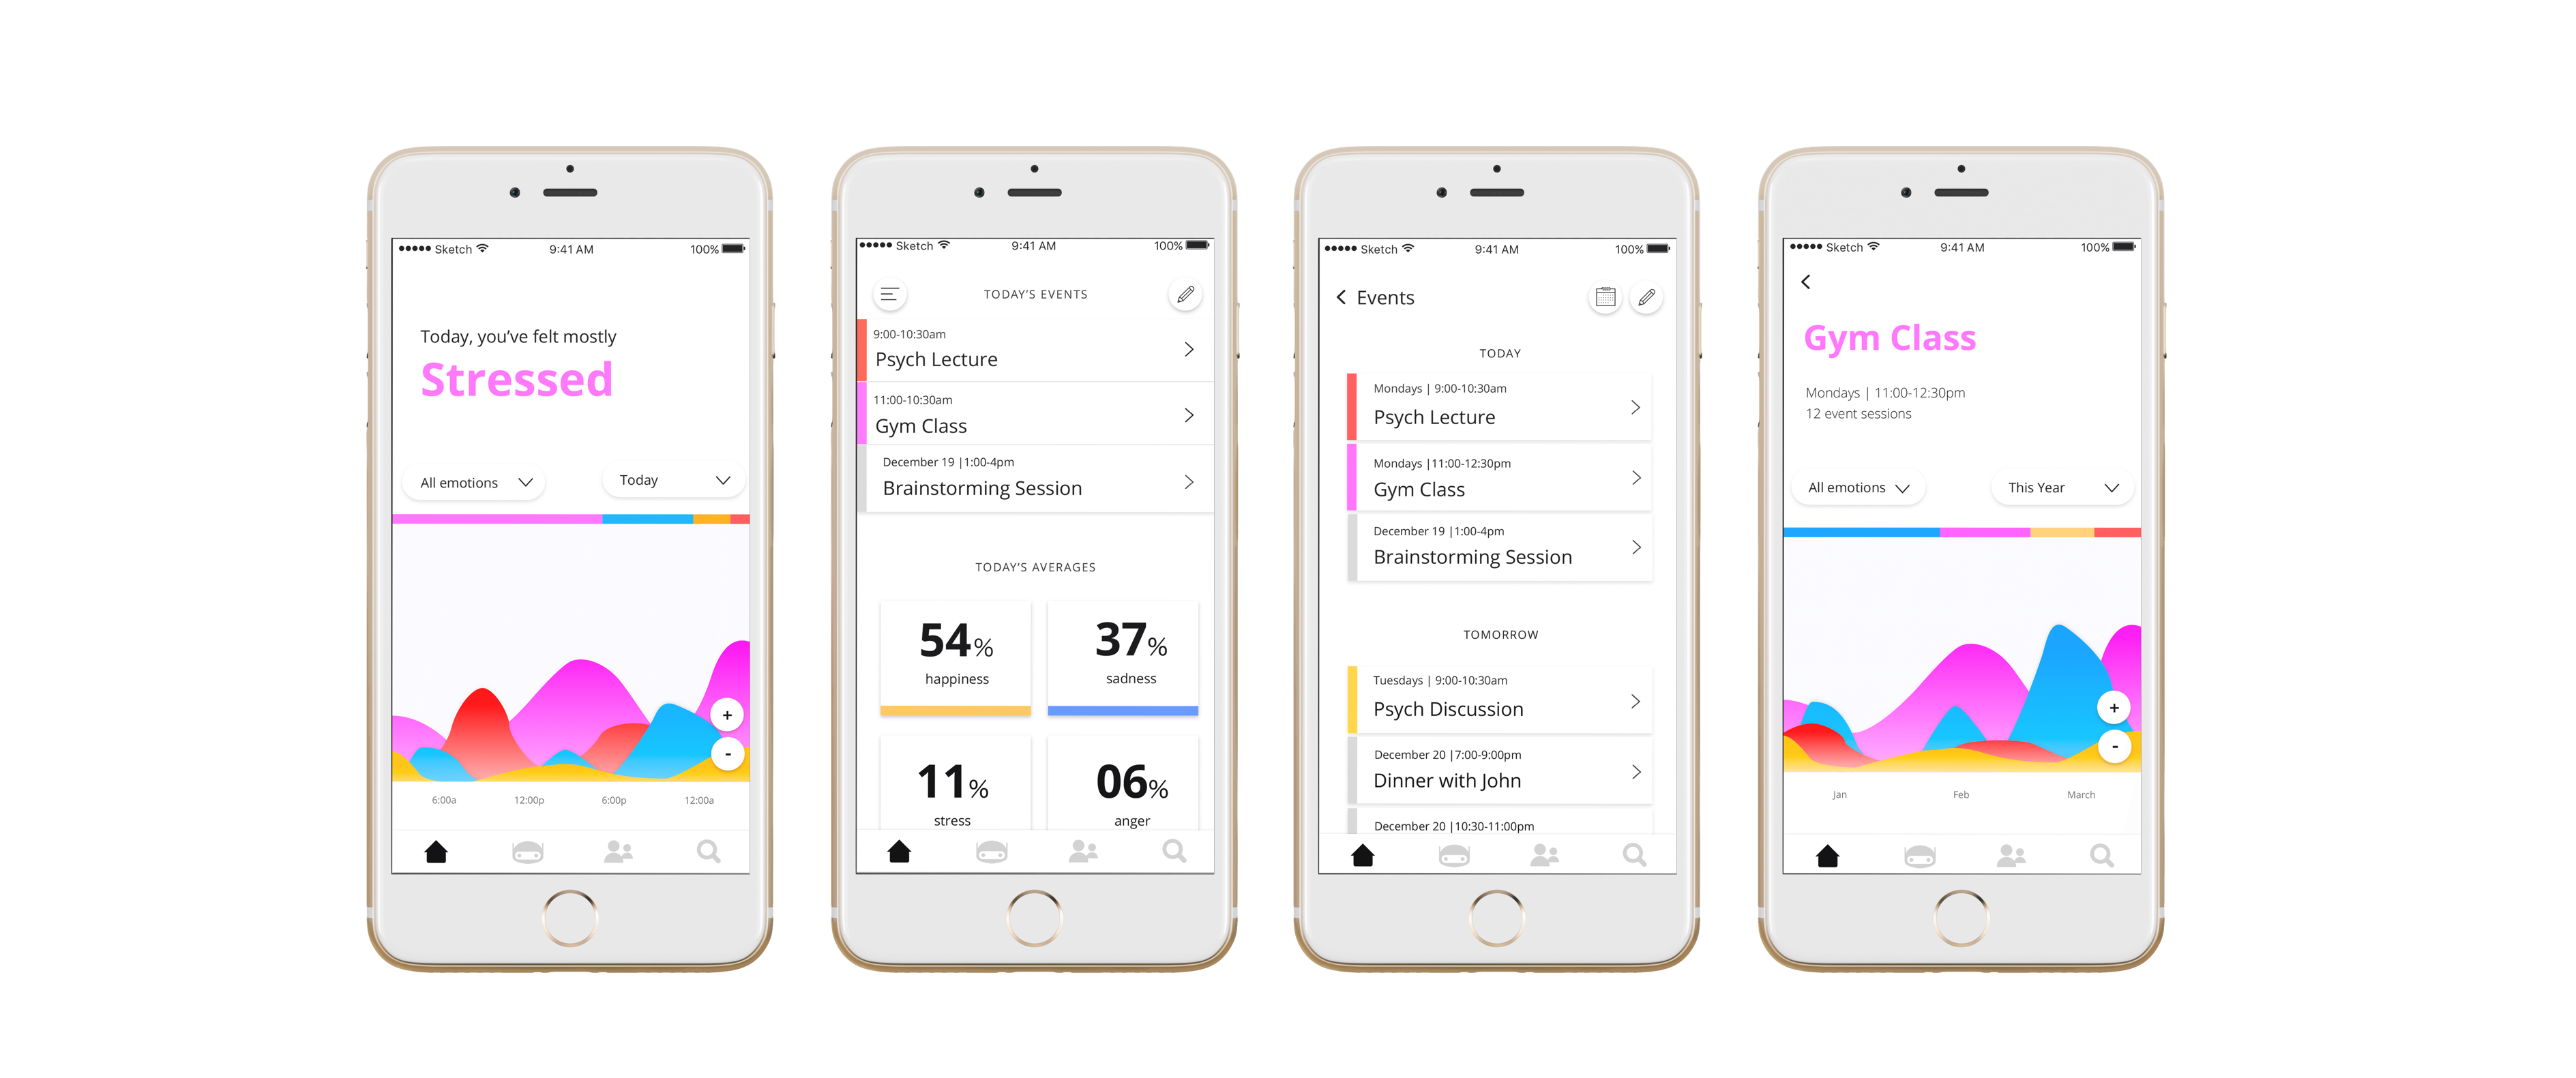 Sketch 9:41 AM 100%
Today, you've felt mostly
Stressed
All emotions Today
+
-
6:00a 12:00p 6:00p 12:00a
Sketch 9:41 AM 100%
TODAY'S EVENTS
9:00-10:30am
Psych Lecture
11:00-10:30am
Gym Class
December 19 |1:00-4pm
Brainstorming Session
TODAY'S AVERAGES
54% 37%
happiness sadness
11% 06%
stress anger
Sketch 9:41 AM 100%
Events
TODAY
Mondays | 9:00-10:30am
Psych Lecture
Mondays |11:00-12:30pm
Gym Class
December 19 |1:00-4pm
Brainstorming Session
TOMORROW
Tuesdays | 9:00-10:30am
Psych Discussion
December 20 |7:00-9:00pm
Dinner with John
December 20 |10:30-11:00pm
Sketch 9:41 AM 100%
Gym Class
Mondays | 11:00-12:30pm
12 event sessions
All emotions This Year
+
-
Jan Feb March